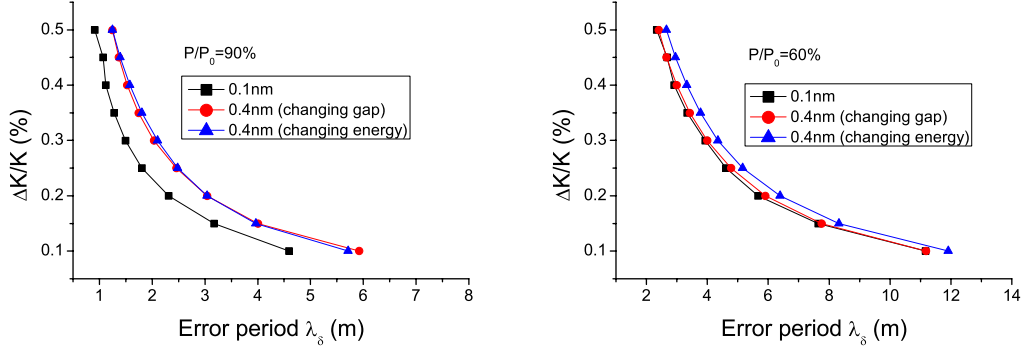 P/P0=90%
0.1nm
0.4nm (changing gap)
0.4nm (changing energy)
ΔK/K (%)
0.5
0.4
0.3
0.2
0.1
1 2 3 4 5 6 7 8
Error period λδ (m)
P/P0=60%
0.1nm
0.4nm (changing gap)
0.4nm (changing energy)
ΔK/K (%)
0.5
0.4
0.3
0.2
0.1
2 4 6 8 10 12 14
Error period λδ (m)